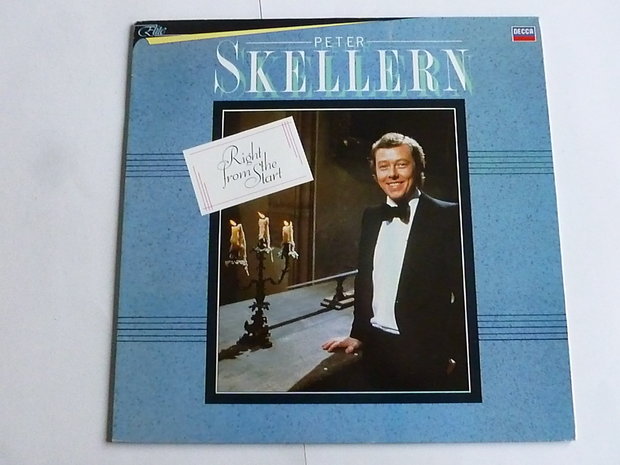 Elite
DECCA
PETER
SKELLERN
Right
from the
Start